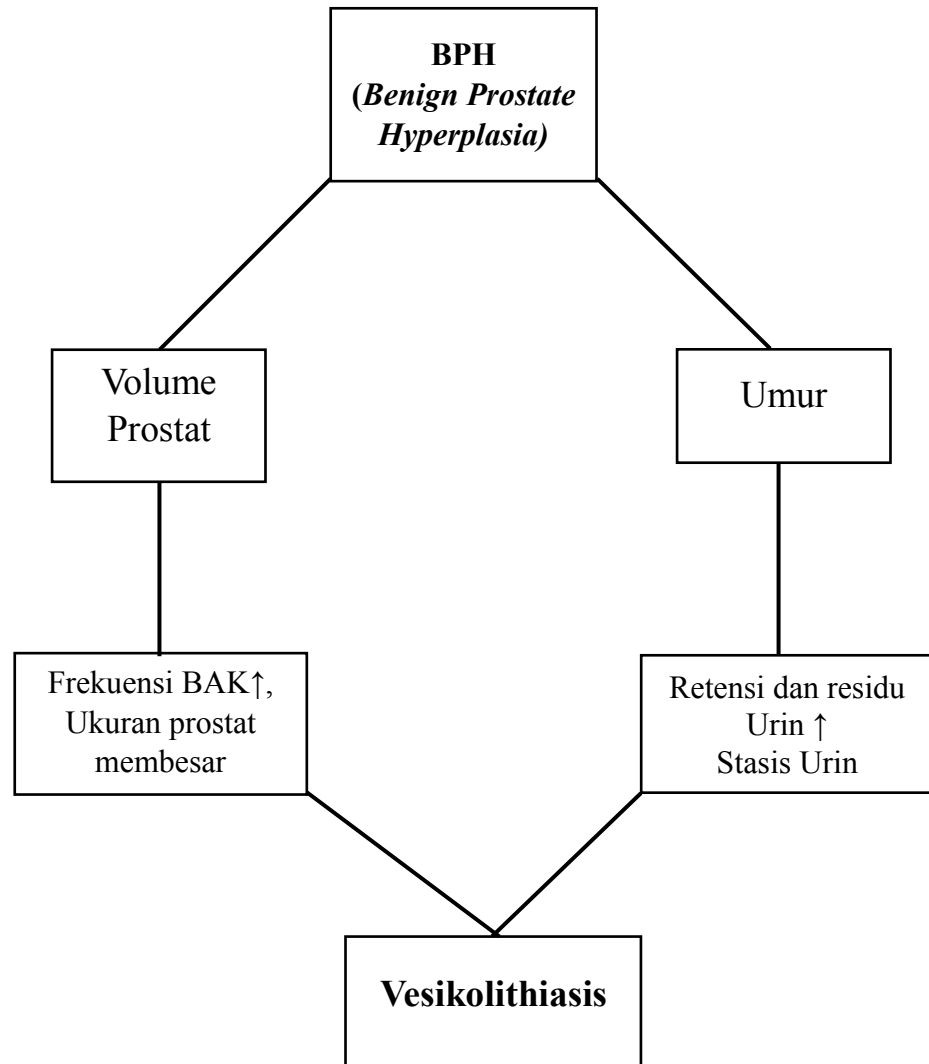 BPH
(Benign Prostate
Hyperplasia)
Volume
Prostat
Umur
Frekuensi BAK↑,
Ukuran prostat
membesar
Retensi dan residu
Urin ↑
Stasis Urin
Vesikolithiasis